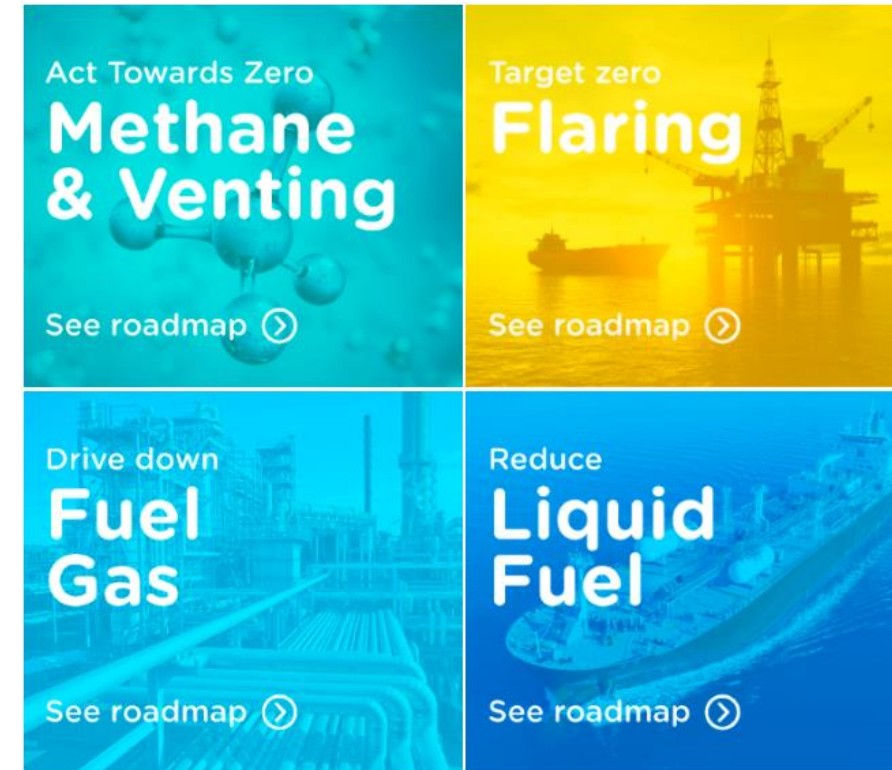 Act Towards Zero
Methane
& Venting
See roadmap
Target zero
Flaring
See roadmap
Drive down
Fuel
Gas
See roadmap
Reduce
Liquid
Fuel
See roadmap